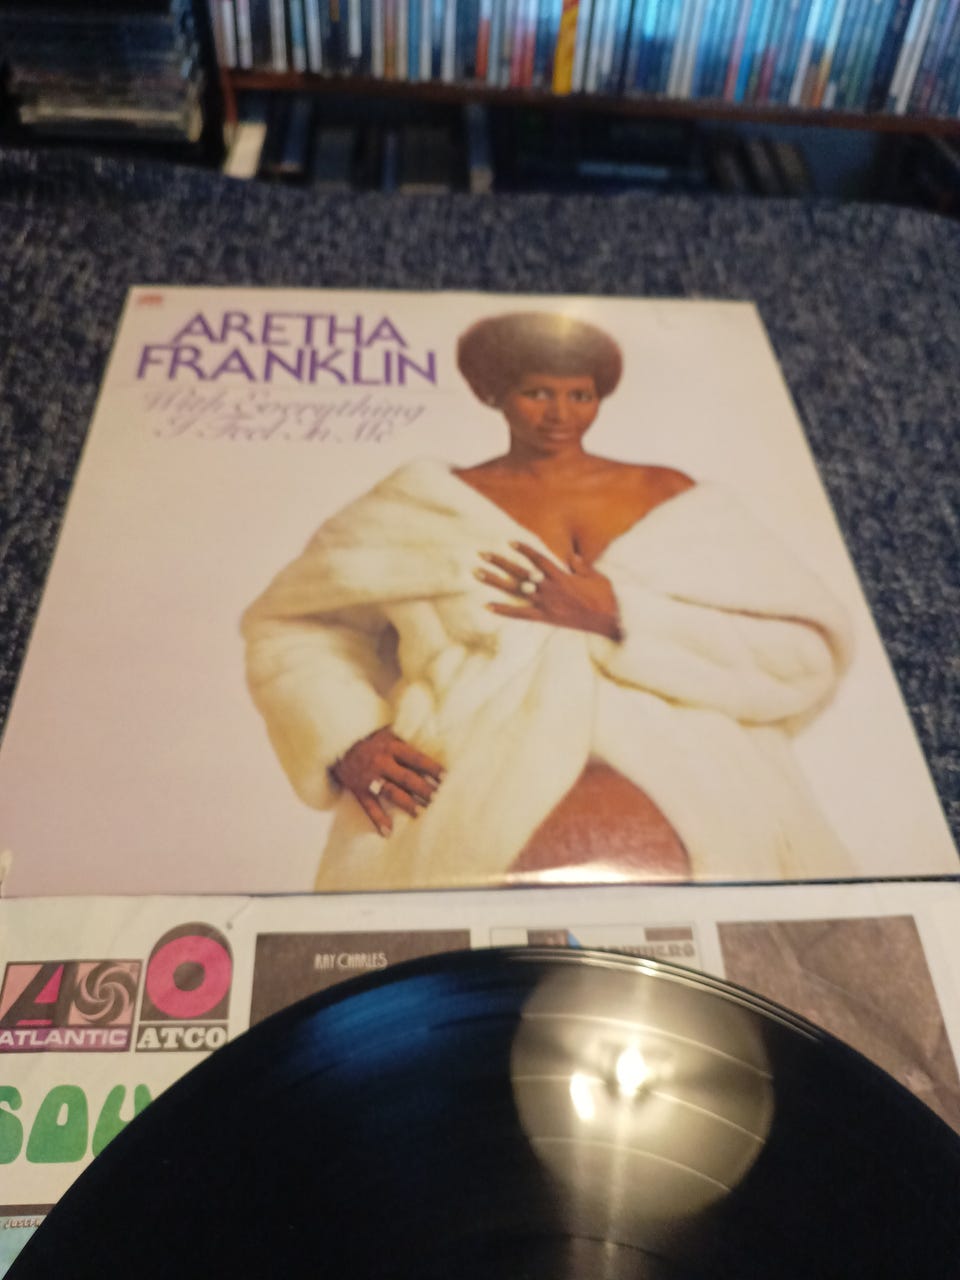 ARETHA
FRANKLIN
With Everything
I Feel In Me
RAY CHARLES
ATLANTIC
ATCO